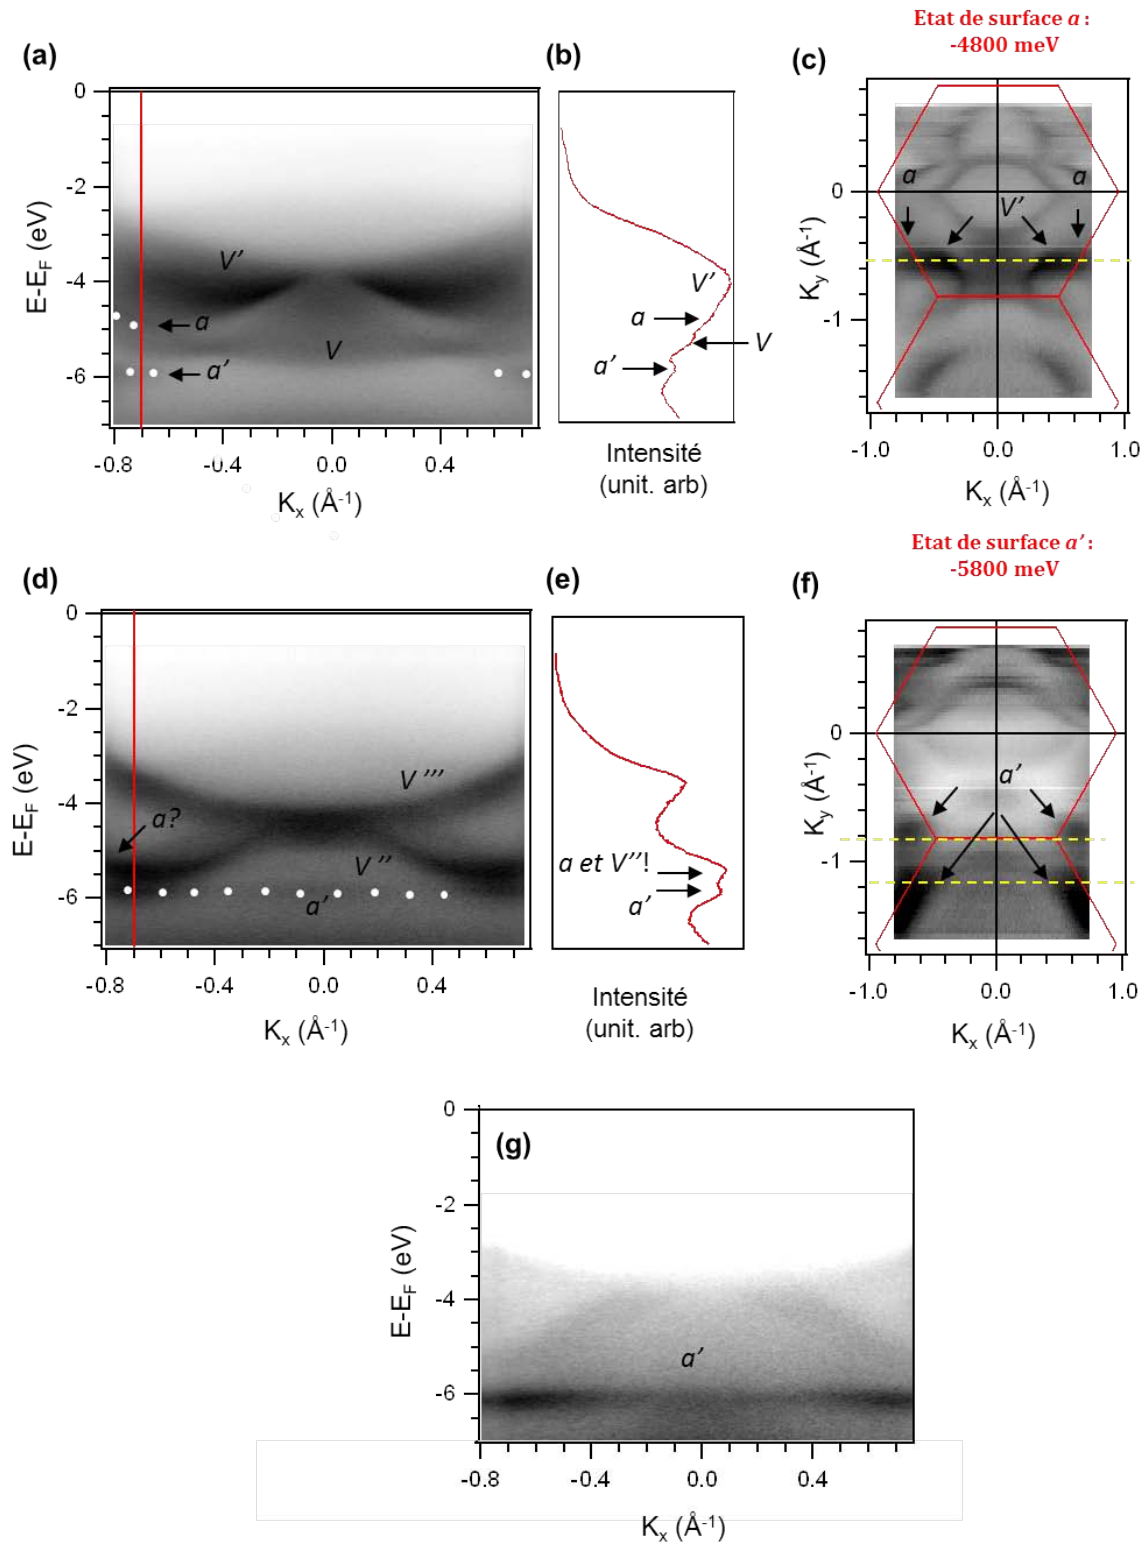 Etat de surface a :
-4800 meV
(a)
(b)
(c)
0
-2
-4
-6
E-EF (eV)
V'
a
V
a'
-0.8
-0.4
0.0
0.4
Kx (Å-1)
V'
a
V
a'
Intensité
(unit. arb)
0
-1
Ky (Å-1)
a
a
V'
-1.0
0.0
1.0
Kx (Å-1)
Etat de surface a' :
-5800 meV
(d)
(e)
(f)
0
-2
-4
-6
E-EF (eV)
V'''
a?
V''
a'
-0.8
-0.4
0.0
0.4
Kx (Å-1)
a et V''!
a'
Intensité
(unit. arb)
0
-1
Ky (Å-1)
a'
-1.0
0.0
1.0
Kx (Å-1)
(g)
0
-2
-4
-6
E-EF (eV)
a'
-0.8
-0.4
0.0
0.4
Kx (Å-1)